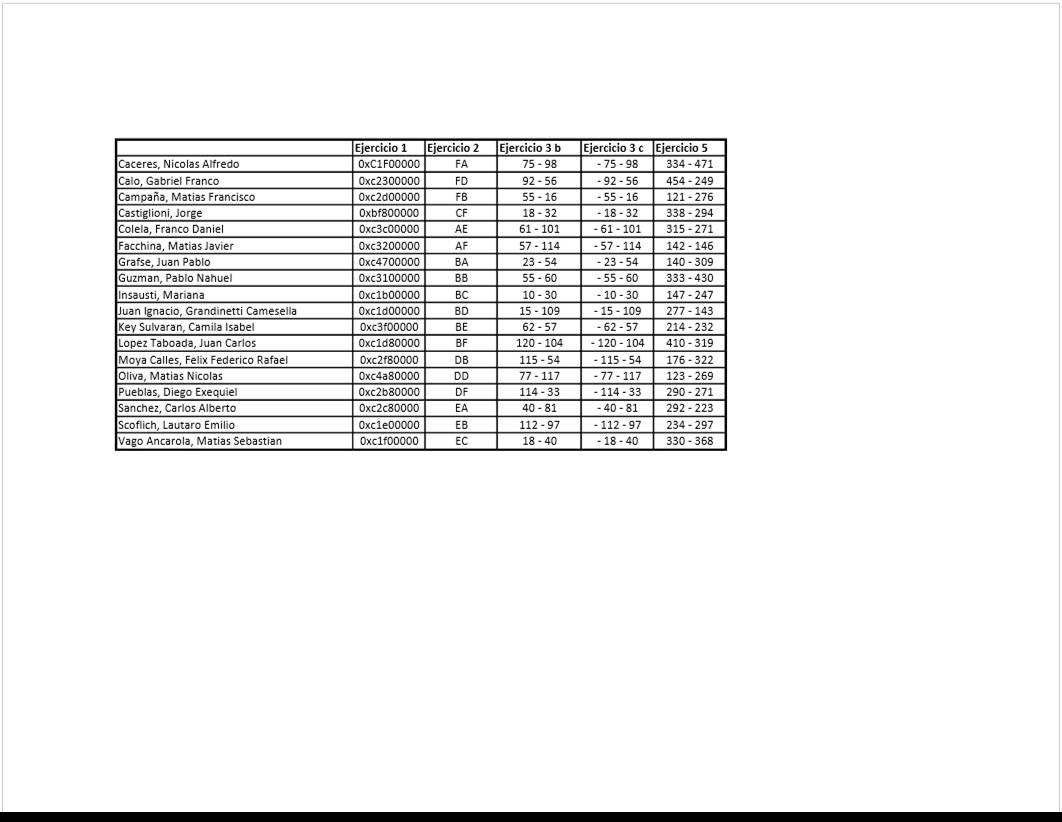 Ejercicio 1 Ejercicio 2 Ejercicio 3 b Ejercicio 3 c Ejercicio 5
Caceres, Nicolas Alfredo 0xC1F00000 FA 75 - 98 - 75 - 98 334 - 471
Calo, Gabriel Franco 0xc2300000 FD 92 - 56 - 92 - 56 454 - 249
Campaña, Matias Francisco 0xc2d00000 FB 55 - 16 - 55 - 16 121 - 276
Castiglioni, Jorge 0xbf800000 CF 18 - 32 - 18 - 32 338 - 294
Colela, Franco Daniel 0xc3c00000 AE 61 - 101 - 61 - 101 315 - 271
Facchina, Matias Javier 0xc3200000 AF 57 - 114 - 57 - 114 142 - 146
Grafse, Juan Pablo 0xc4700000 BA 23 - 54 - 23 - 54 140 - 309
Guzman, Pablo Nahuel 0xc3100000 BB 55 - 60 - 55 - 60 333 - 430
Insausti, Mariana 0xc1b00000 BC 10 - 30 - 10 - 30 147 - 247
Juan Ignacio, Grandinetti Camesella 0xc1d00000 BD 15 - 109 - 15 - 109 277 - 143
Key Sulvaran, Camila Isabel 0xc3f00000 BE 62 - 57 - 62 - 57 214 - 232
Lopez Taboada, Juan Carlos 0xc1d80000 BF 120 - 104 - 120 - 104 410 - 319
Moya Calles, Felix Federico Rafael 0xc2f80000 DB 115 - 54 - 115 - 54 176 - 322
Oliva, Matias Nicolas 0xc4a80000 DD 77 - 117 - 77 - 117 123 - 269
Pueblas, Diego Exequiel 0xc2b80000 DF 114 - 33 - 114 - 33 290 - 271
Sanchez, Carlos Alberto 0xc2c80000 EA 40 - 81 - 40 - 81 292 - 223
Scoflich, Lautaro Emilio 0xc1e00000 EB 112 - 97 - 112 - 97 234 - 297
Vago Ancarola, Matias Sebastian 0xc1f00000 EC 18 - 40 - 18 - 40 330 - 368